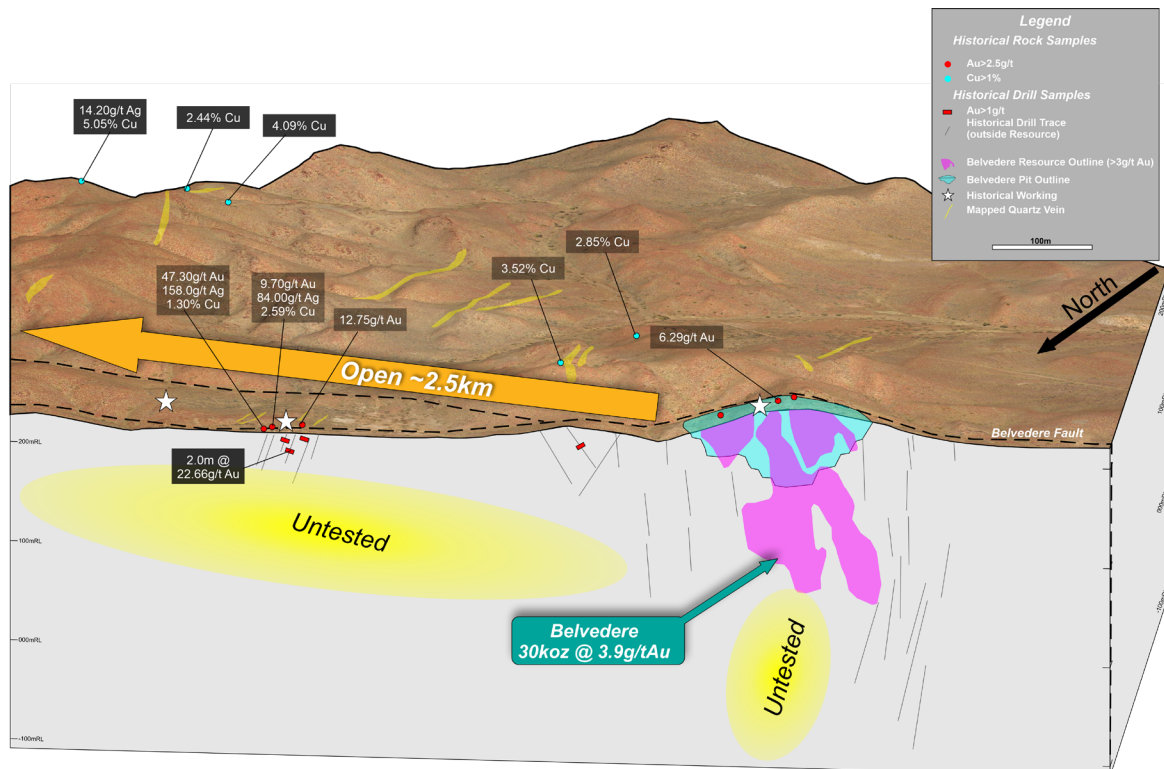 Legend
Historical Rock Samples
Au>2.5g/t
Cu>1%
Historical Drill Samples
Au>1g/t
Historical Drill Trace
(outside Resource)
Belvedere Resource Outline (>3g/t Au)
Belvedere Pit Outline
Historical Working
Mapped Quartz Vein
100m
14.20g/t Ag
5.05% Cu
2.44% Cu
4.09% Cu
2.85% Cu
3.52% Cu
47.30g/t Au
158.0g/t Ag
1.30% Cu
9.70g/t Au
84.00g/t Ag
2.59% Cu
12.75g/t Au
6.29g/t Au
North
Open ~2.5km
Belvedere Fault
200mRL
2.0m @
22.66g/t Au
Untested
100mRL
Belvedere
30koz @ 3.9g/tAu
000mRL
Untested
-100mRL
100mRL
000mRL
-100mRL